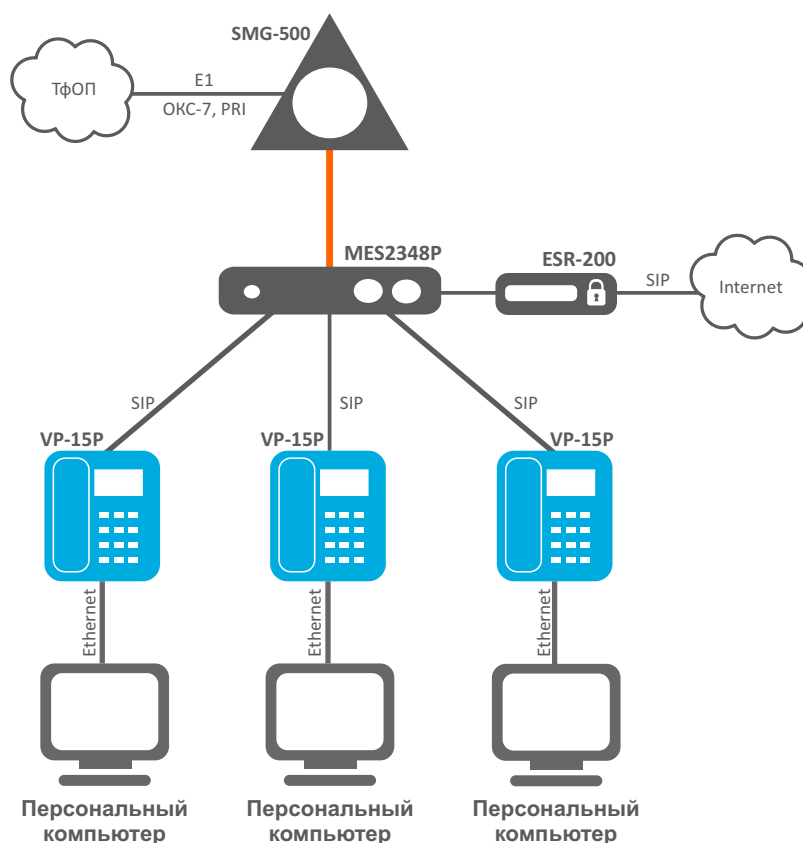 SMG-500
ТфОП
E1
ОКС-7, PRI
MES2348P
ESR-200
SIP
Internet
SIP
SIP
SIP
VP-15P
VP-15P
VP-15P
Ethernet
Ethernet
Ethernet
Персональный
компьютер
Персональный
компьютер
Персональный
компьютер